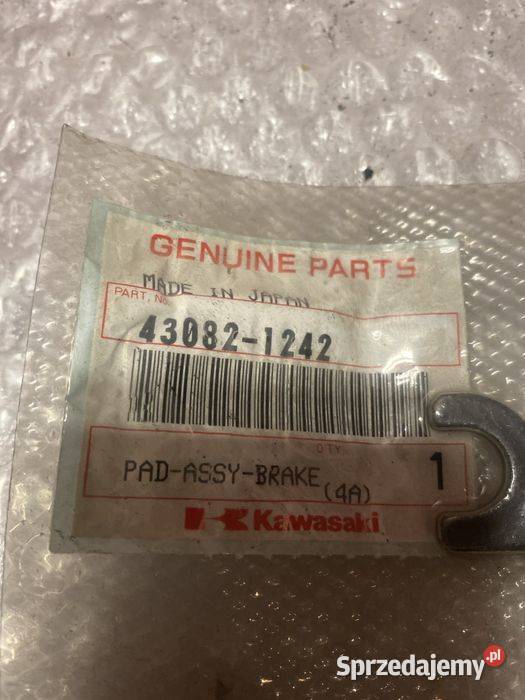 GENUINE PARTS
MADE IN JAPAN
PART. No.
43082-1242
QTY.
PAD-ASSY-BRAKE (4A) 1
Kawasaki
Sprzedajemy.pl